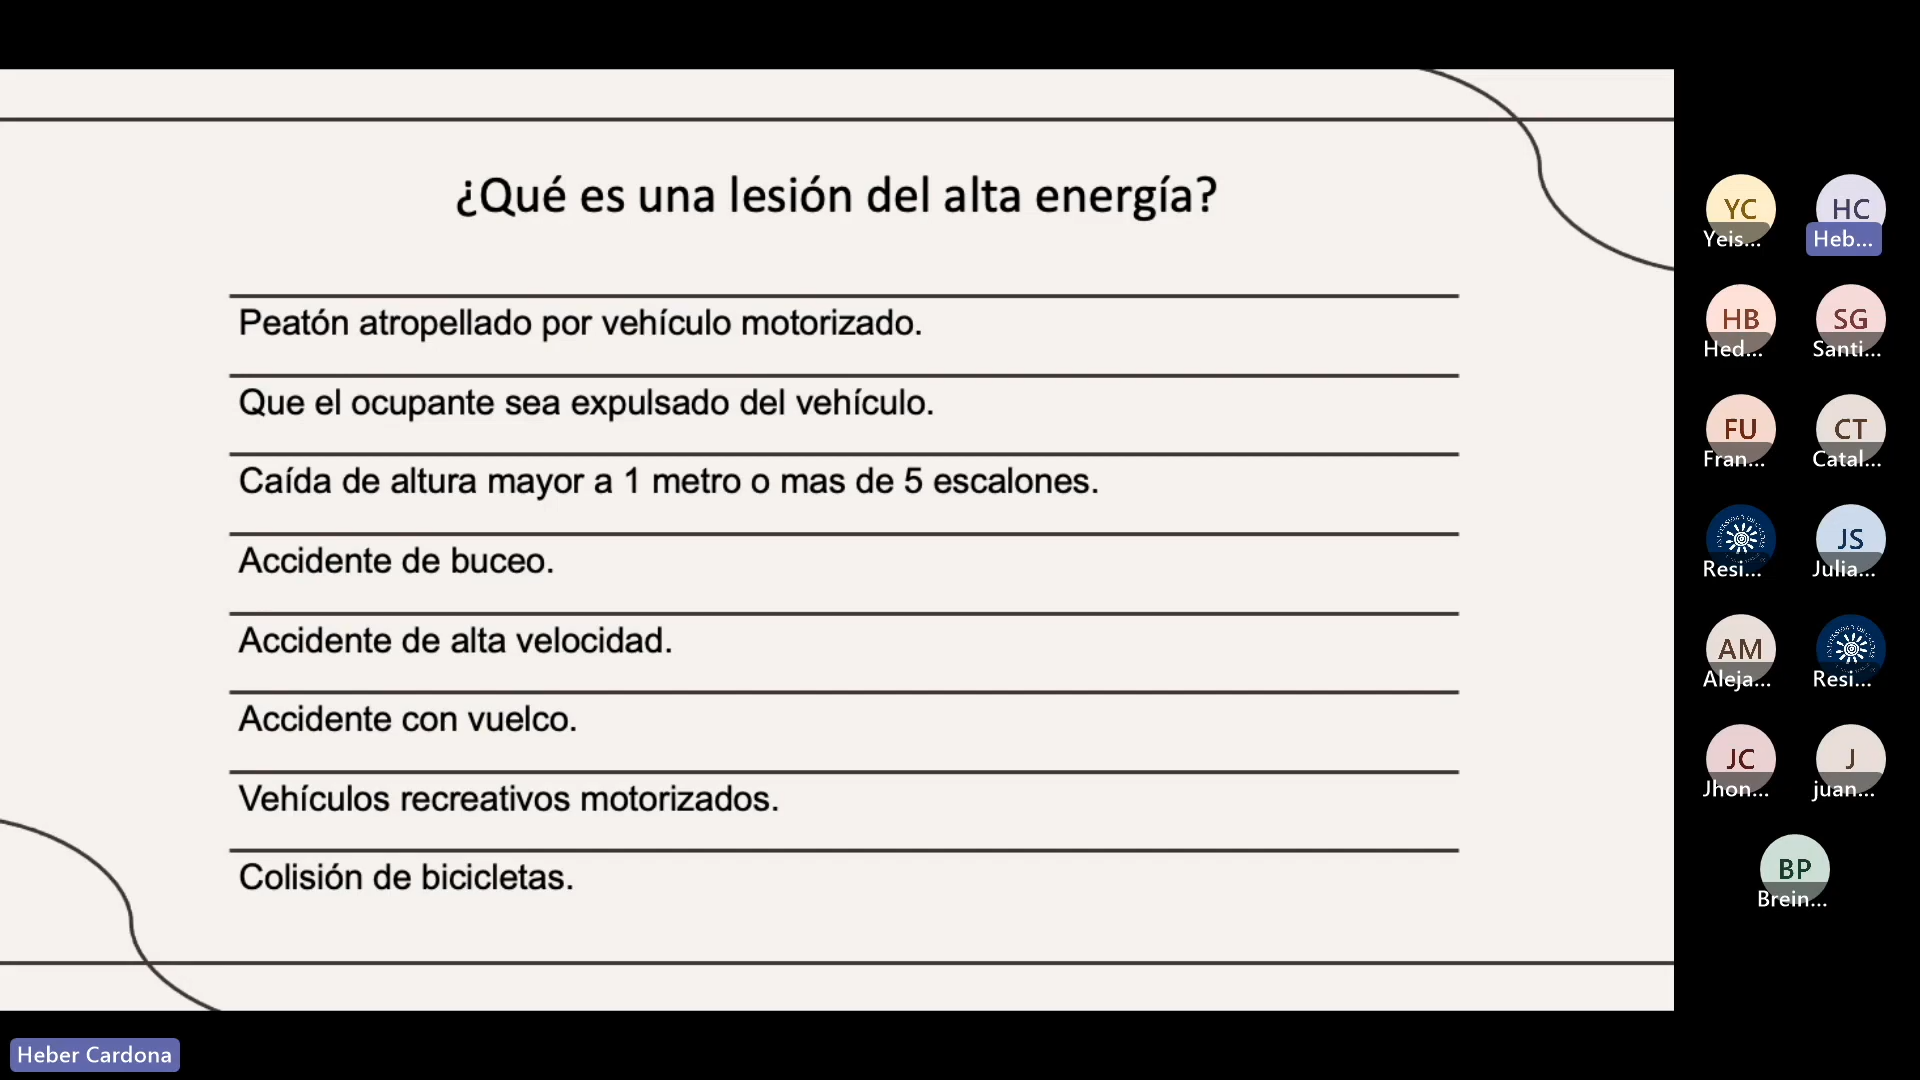 ¿Qué es una lesión del alta energía?
Peatón atropellado por vehículo motorizado.
Que el ocupante sea expulsado del vehículo.
Caída de altura mayor a 1 metro o mas de 5 escalones.
Accidente de buceo.
Accidente de alta velocidad.
Accidente con vuelco.
Vehículos recreativos motorizados.
Colisión de bicicletas.
YC
Yeis...
HC
Heb...
HB
Hed...
SG
Santi...
FU
Fran...
CT
Catal...
Resi...
JS
Julia...
AM
Aleja...
Resi...
JC
Jhon...
J
juan...
BP
Brein...
Heber Cardona